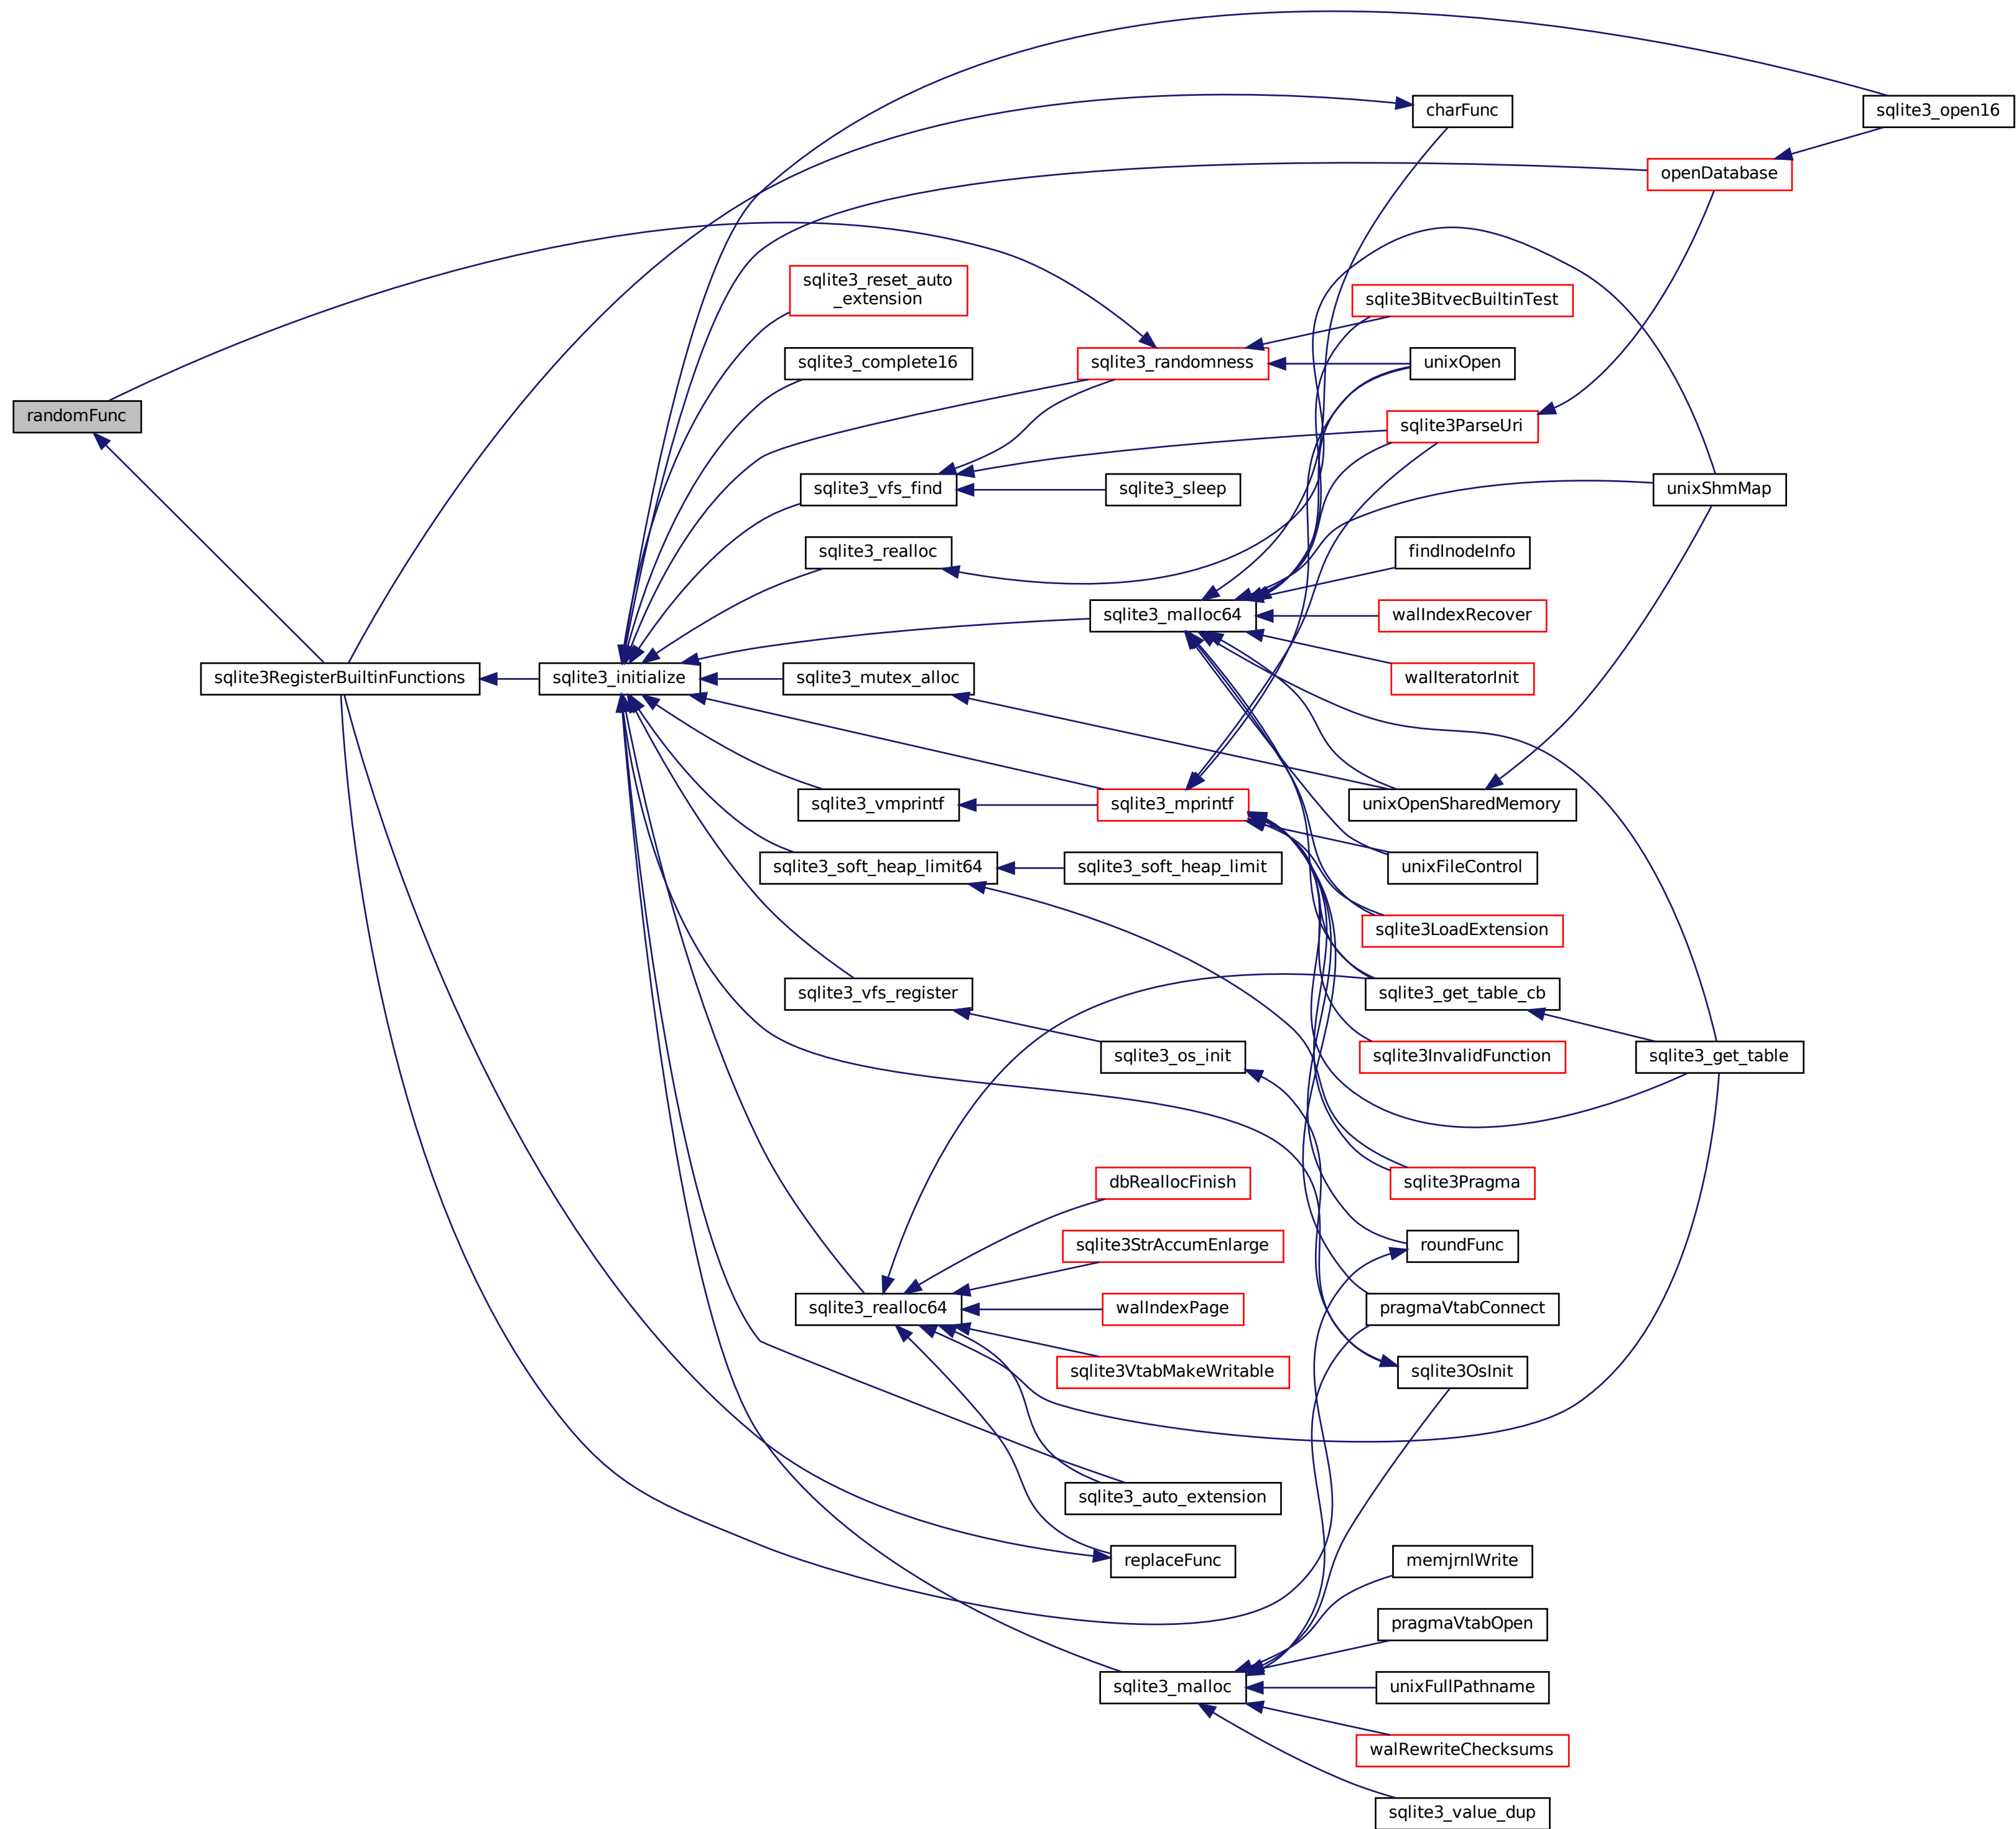 sqlite3_open16
charFunc
openDatabase
sqlite3_reset_auto
_extension
sqlite3BitvecBuiltinTest
sqlite3_complete16
sqlite3_randomness
unixOpen
randomFunc
sqlite3ParseUri
sqlite3_vfs_find
sqlite3_sleep
unixShmMap
sqlite3_realloc
findInodeInfo
sqlite3_malloc64
walIndexRecover
sqlite3RegisterBuiltinFunctions
sqlite3_initialize
sqlite3_mutex_alloc
walIteratorInit
sqlite3_vmprintf
sqlite3_mprintf
unixOpenSharedMemory
sqlite3_soft_heap_limit64
sqlite3_soft_heap_limit
unixFileControl
sqlite3LoadExtension
sqlite3_vfs_register
sqlite3_get_table_cb
sqlite3_os_init
sqlite3InvalidFunction
sqlite3_get_table
dbReallocFinish
sqlite3Pragma
sqlite3StrAccumEnlarge
roundFunc
sqlite3_realloc64
walIndexPage
pragmaVtabConnect
sqlite3VtabMakeWritable
sqlite3OsInit
sqlite3_auto_extension
replaceFunc
memjrnlWrite
pragmaVtabOpen
sqlite3_malloc
unixFullPathname
walRewriteChecksums
sqlite3_value_dup